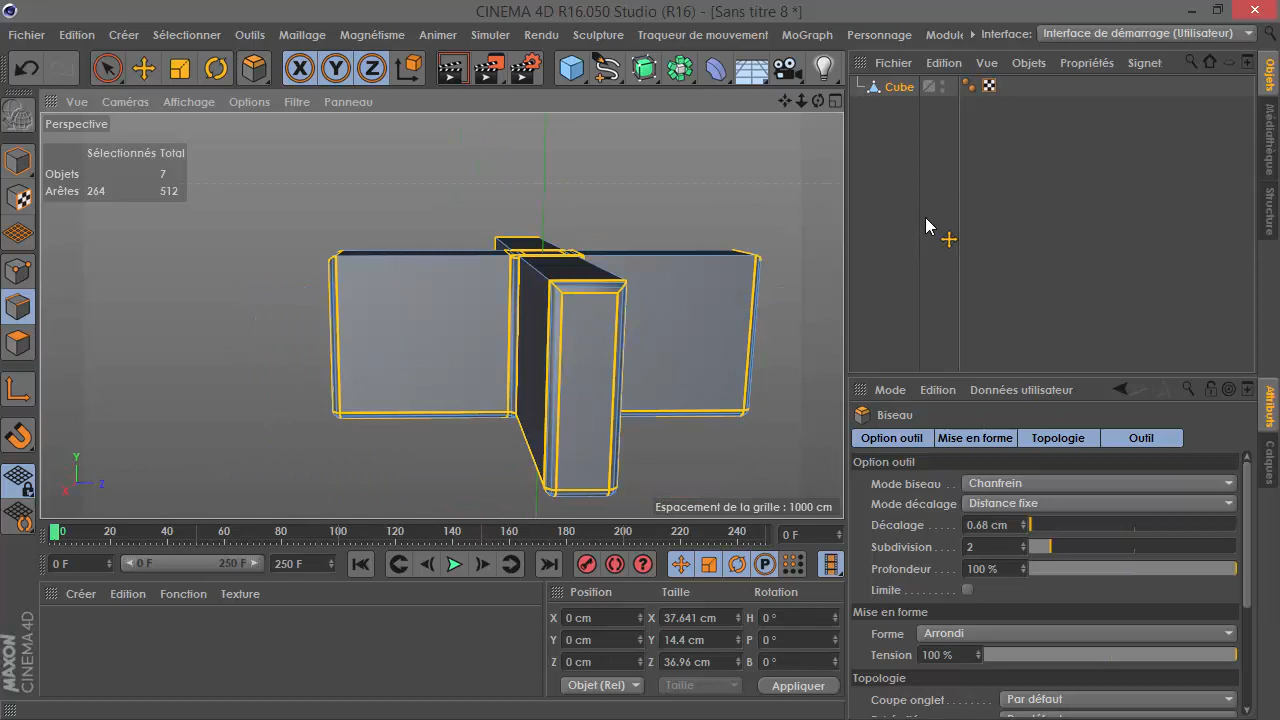 CINEMA 4D R16.050 Studio (R16) - [Sans titre 8 *]
Fichier Edition Créer Sélectionner Outils Maillage Magnétisme Animer Simuler Rendu Sculpture Traqueur de mouvement MoGraph Personnage Module Interface: Interface de démarrage (Utilisateur)
X Y Z
Fichier Edition Vue Objets Propriétés Signet
Cube
Objets
Médiathèque
Structure
Vue Caméras Affichage Options Filtre Panneau
Perspective
Sélectionnés Total
Objets 7
Arêtes 264 512
Y
X Z
Espacement de la grille : 1000 cm
0 20 40 60 80 100 120 140 160 180 200 220 240 0 F
0 F 0 F 250 F 250 F
Créer Edition Fonction Texture
Position Taille Rotation
X 0 cm X 37.641 cm H 0 °
Y 0 cm Y 14.4 cm P 0 °
Z 0 cm Z 36.96 cm B 0 °
Objet (Rel) Taille Appliquer
MAXON
CINEMA 4D
Mode Edition Données utilisateur
Biseau
Option outil Mise en forme Topologie Outil
Option outil
Mode biseau Chanfrein
Mode décalage Distance fixe
Décalage 0.68 cm
Subdivision 2
Profondeur 100 %
Limite
Mise en forme
Forme Arrondi
Tension 100 %
Topologie
Coupe onglet Par défaut
Attributs
Calques